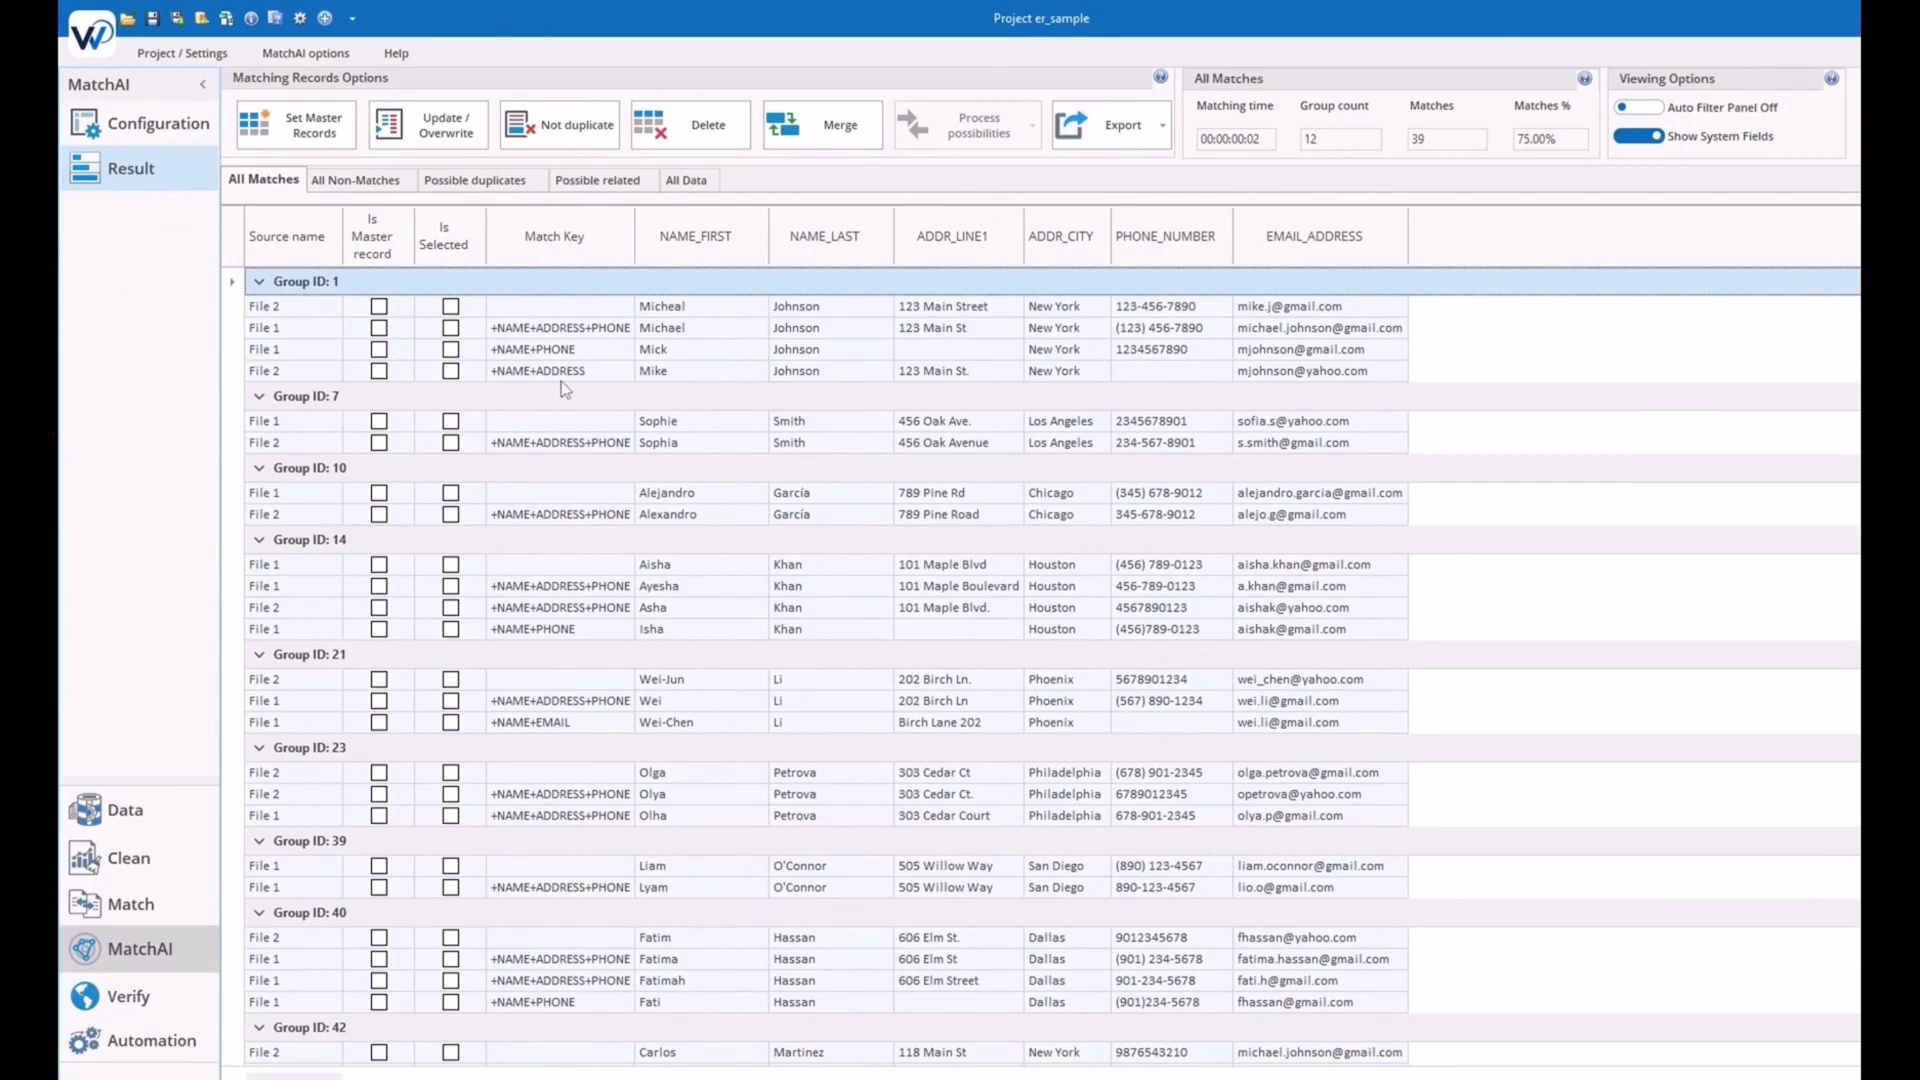 Project er_sample
Project / Settings MatchAI options Help
MatchAI
Configuration
Result
Matching Records Options
Set Master Records
Update / Overwrite
Not duplicate
Delete
Merge
Process possibilities
Export
All Matches
Matching time Group count Matches Matches %
00:00:00:02 12 39 75.00%
Viewing Options
Auto Filter Panel Off
Show System Fields
All Matches All Non-Matches Possible duplicates Possible related All Data
Source name Is Master record Is Selected Match Key NAME_FIRST NAME_LAST ADDR_LINE1 ADDR_CITY PHONE_NUMBER EMAIL_ADDRESS
Group ID: 1
File 2 Micheal Johnson 123 Main Street New York 123-456-7890 mike.j@gmail.com
File 1 +NAME+ADDRESS+PHONE Michael Johnson 123 Main St New York (123) 456-7890 michael.johnson@gmail.com
File 1 +NAME+PHONE Mick Johnson New York 1234567890 mjohnson@gmail.com
File 2 +NAME+ADDRESS Mike Johnson 123 Main St. New York mjohnson@yahoo.com
Group ID: 7
File 1 Sophie Smith 456 Oak Ave. Los Angeles 2345678901 sofia.s@yahoo.com
File 2 +NAME+ADDRESS+PHONE Sophia Smith 456 Oak Avenue Los Angeles 234-567-8901 s.smith@gmail.com
Group ID: 10
File 1 Alejandro García 789 Pine Rd Chicago (345) 678-9012 alejandro.garcia@gmail.com
File 2 +NAME+ADDRESS+PHONE Alexandro García 789 Pine Road Chicago 345-678-9012 alejo.g@gmail.com
Group ID: 14
File 1 Aisha Khan 101 Maple Blvd Houston (456) 789-0123 aisha.khan@gmail.com
File 1 +NAME+ADDRESS+PHONE Ayesha Khan 101 Maple Boulevard Houston 456-789-0123 a.khan@gmail.com
File 2 +NAME+ADDRESS+PHONE Asha Khan 101 Maple Blvd. Houston 4567890123 aishak@yahoo.com
File 1 +NAME+PHONE Isha Khan Houston (456)789-0123 aishak@gmail.com
Group ID: 21
File 2 Wei-Jun Li 202 Birch Ln. Phoenix 5678901234 wei_chen@yahoo.com
File 1 +NAME+ADDRESS+PHONE Wei Li 202 Birch Ln Phoenix (567) 890-1234 wei.li@gmail.com
File 1 +NAME+EMAIL Wei-Chen Li Birch Lane 202 Phoenix wei.li@gmail.com
Group ID: 23
File 2 Olga Petrova 303 Cedar Ct Philadelphia (678) 901-2345 olga.petrova@gmail.com
File 2 +NAME+ADDRESS+PHONE Olya Petrova 303 Cedar Ct. Philadelphia 6789012345 opetrova@yahoo.com
File 1 +NAME+ADDRESS+PHONE Olha Petrova 303 Cedar Court Philadelphia 678-901-2345 olya.p@gmail.com
Group ID: 39
File 1 Liam O'Connor 505 Willow Way San Diego (890) 123-4567 liam.oconnor@gmail.com
File 1 +NAME+ADDRESS+PHONE Lyam O'Connor 505 Willow Way San Diego 890-123-4567 lio.o@gmail.com
Group ID: 40
File 2 Fatim Hassan 606 Elm St. Dallas 9012345678 fhassan@yahoo.com
File 1 +NAME+ADDRESS+PHONE Fatima Hassan 606 Elm St Dallas (901) 234-5678 fatima.hassan@gmail.com
File 1 +NAME+ADDRESS+PHONE Fatimah Hassan 606 Elm Street Dallas 901-234-5678 fati.h@gmail.com
File 1 +NAME+PHONE Fati Hassan Dallas (901)234-5678 fhassan@gmail.com
Group ID: 42
File 2 Carlos Martinez 118 Main St New York 9876543210 michael.johnson@gmail.com
Data
Clean
Match
MatchAI
Verify
Automation